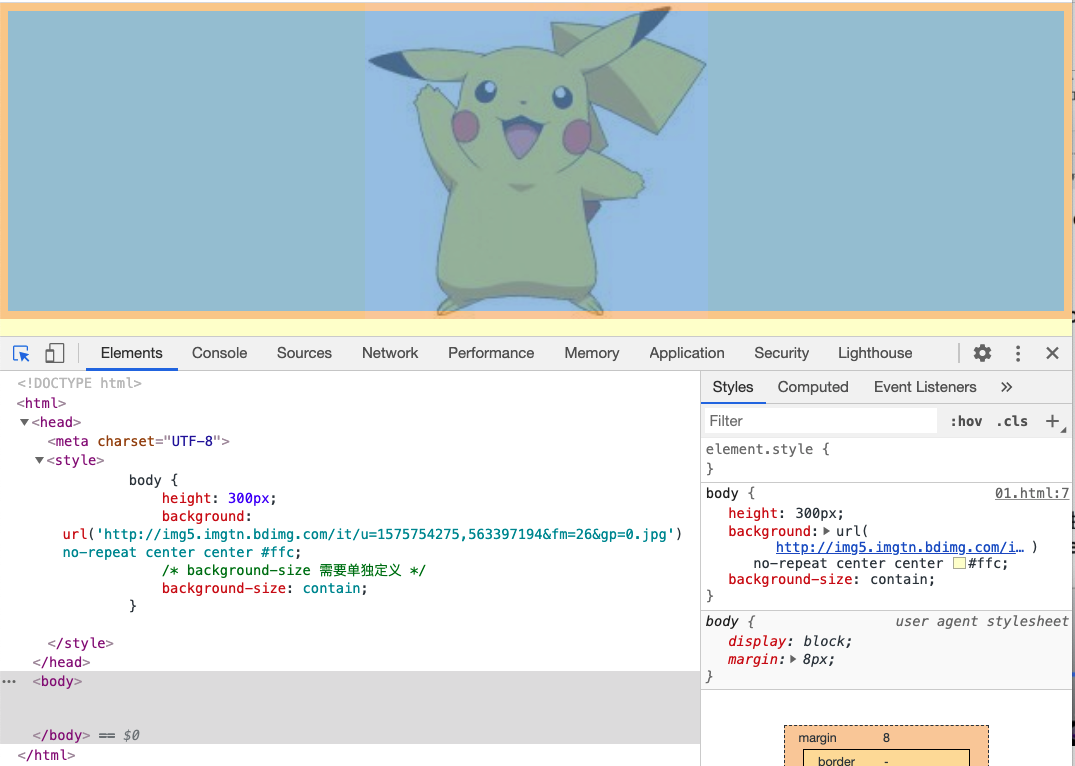 Elements Console Sources Network Performance Memory Application Security Lighthouse
<!DOCTYPE html>
<html>
<head>
<meta charset="UTF-8">
<style>
body {
height: 300px;
background:
url('http://img5.imgtn.bdimg.com/it/u=1575754275,563397194&fm=26&gp=0.jpg')
no-repeat center center #ffc;
/* background-size 需要单独定义 */
background-size: contain;
}
</style>
</head>
<body>
</body> == $0
</html>
Styles Computed Event Listeners »
Filter :hov .cls +
element.style {
}
body { 01.html:7
height: 300px;
background: url(
http://img5.imgtn.bdimg.com/i… )
no-repeat center center #ffc;
background-size: contain;
}
body { user agent stylesheet
display: block;
margin: 8px;
}
margin 8
border -